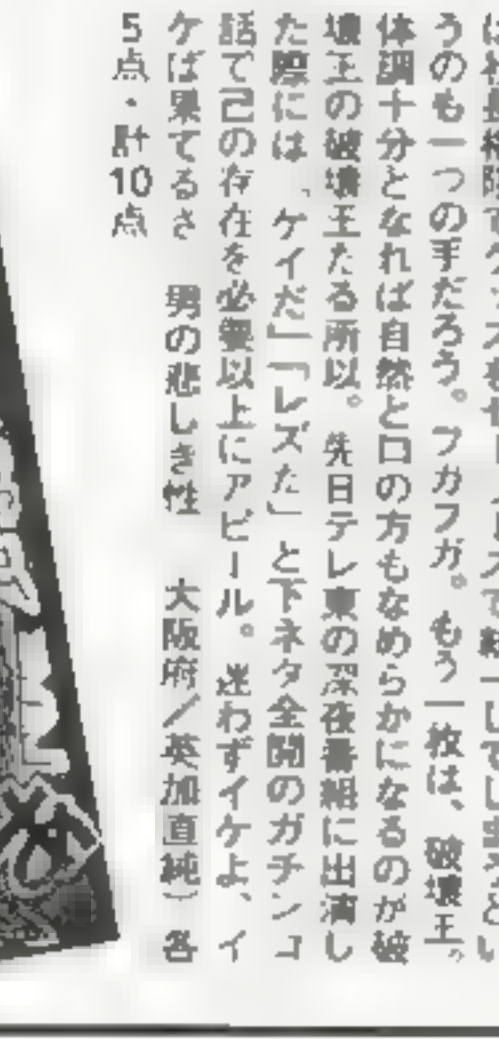 うのも一つの手だろう。フガフガ。もう一枚は、破壊王。
体調十分となれば自然と口の方もなめらかになるのが破
壊王の破壊王たる所以。先日テレ東の深夜番組に出演し
た際には、「ゲイだ」「レズだ」と下ネタ全開のガチンコ
話で己の存在を必要以上にアピール。迷わずイケよ、イ
ケば果てるさ 男の悲しき性 大阪府／英加直純）各
5点・計10点